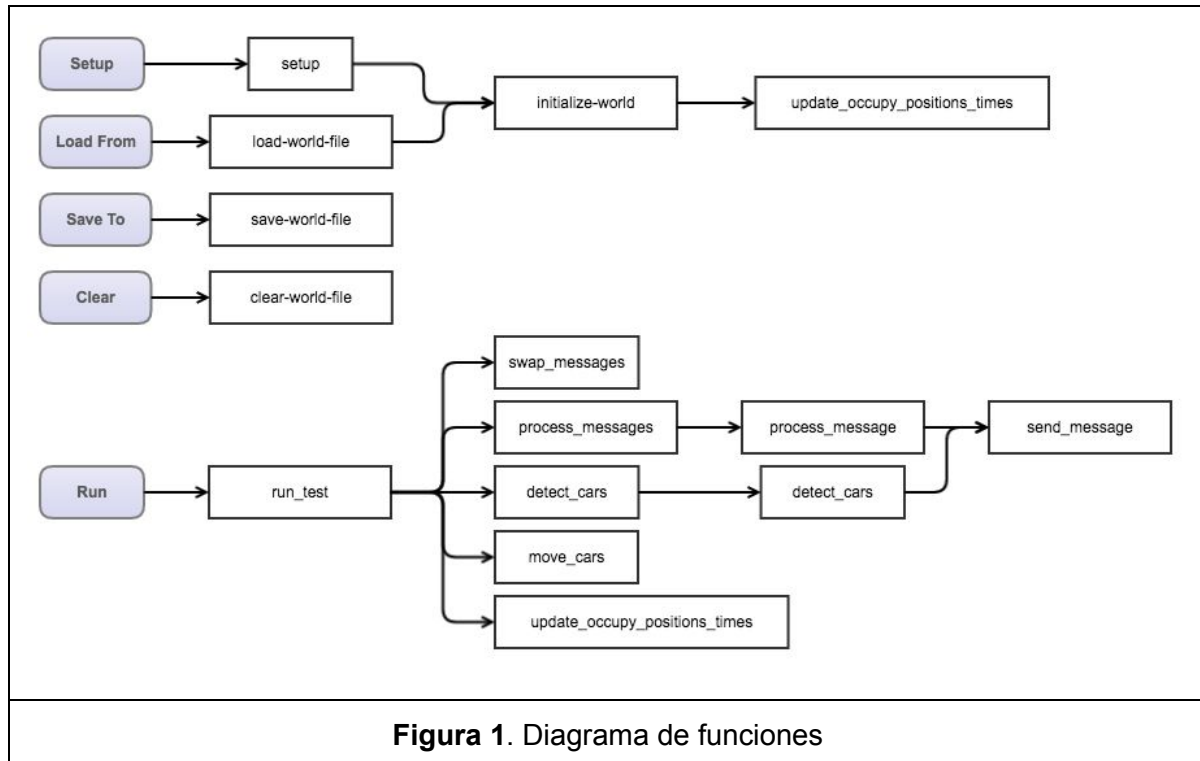 Setup
setup
initialize-world
update_occupy_positions_times
Load From
load-world-file
Save To
save-world-file
Clear
clear-world-file
swap_messages
process_messages
process_message
send_message
Run
run_test
detect_cars
detect_cars
move_cars
update_occupy_positions_times
Figura 1. Diagrama de funciones